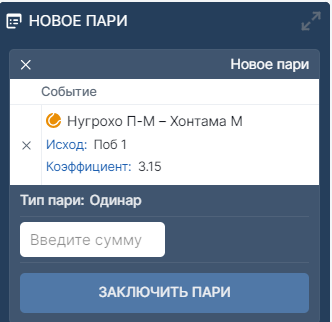 НОВОЕ ПАРИ
Новое пари
Событие
Нугрохо П-М – Хонтама М
Исход: Поб 1
Коэффициент: 3.15
Тип пари: Одинар
Введите сумму
ЗАКЛЮЧИТЬ ПАРИ